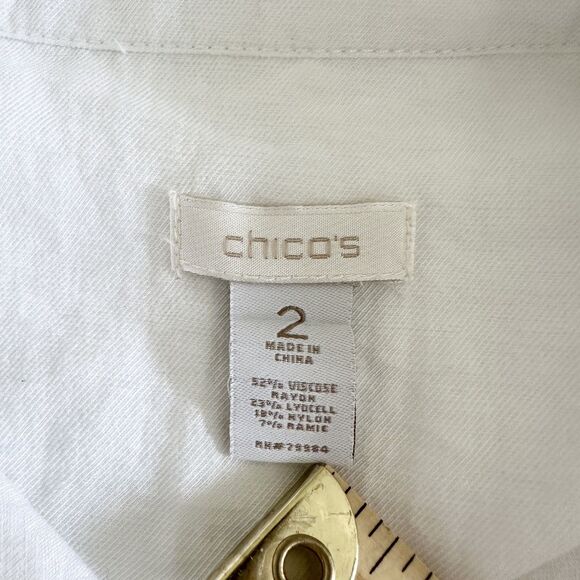 chico's
2
MADE IN
CHINA
52% VISCOSE
RAYON
23% LYOCELL
18% NYLON
7% RAMIE
RN#79984